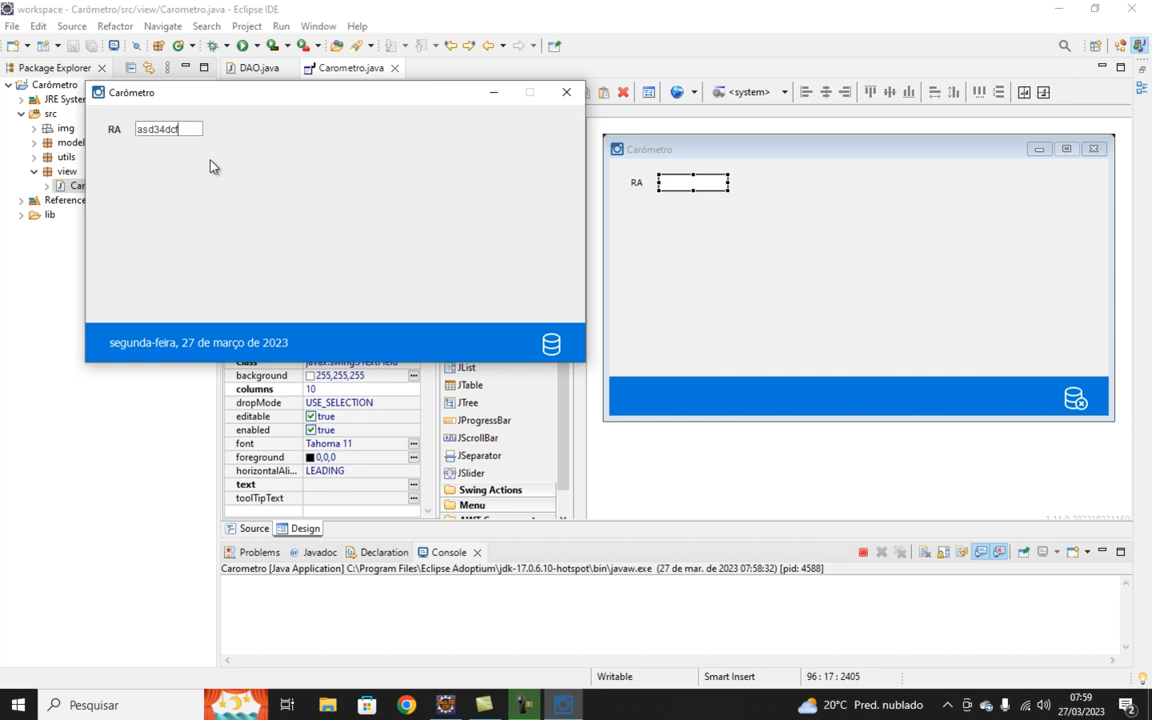 workspace - Carômetro/src/view/Carometro.java - Eclipse IDE
File Edit Source Refactor Navigate Search Project Run Window Help
Package Explorer
DAO.java
Carometro.java
Carômetro
JRE System
src
img
model
utils
view
Car
Reference
lib
Carômetro
RA
asd34dcf
segunda-feira, 27 de março de 2023
<system>
Carômetro
RA
background 255,255,255
columns 10
dropMode USE_SELECTION
editable true
enabled true
font Tahoma 11
foreground 0,0,0
horizontalAli... LEADING
text
toolTipText
JList
JTable
JTree
JProgressBar
JScrollBar
JSeparator
JSlider
Swing Actions
Menu
Source Design
Problems Javadoc Declaration Console
Carometro [Java Application] C:\Program Files\Eclipse Adoptium\jdk-17.0.6.10-hotspot\bin\javaw.exe (27 de mar. de 2023 07:58:32) [pid: 4588]
Writable Smart Insert 96 : 17 : 2405
Pesquisar
20°C Pred. nublado
07:59
27/03/2023
2